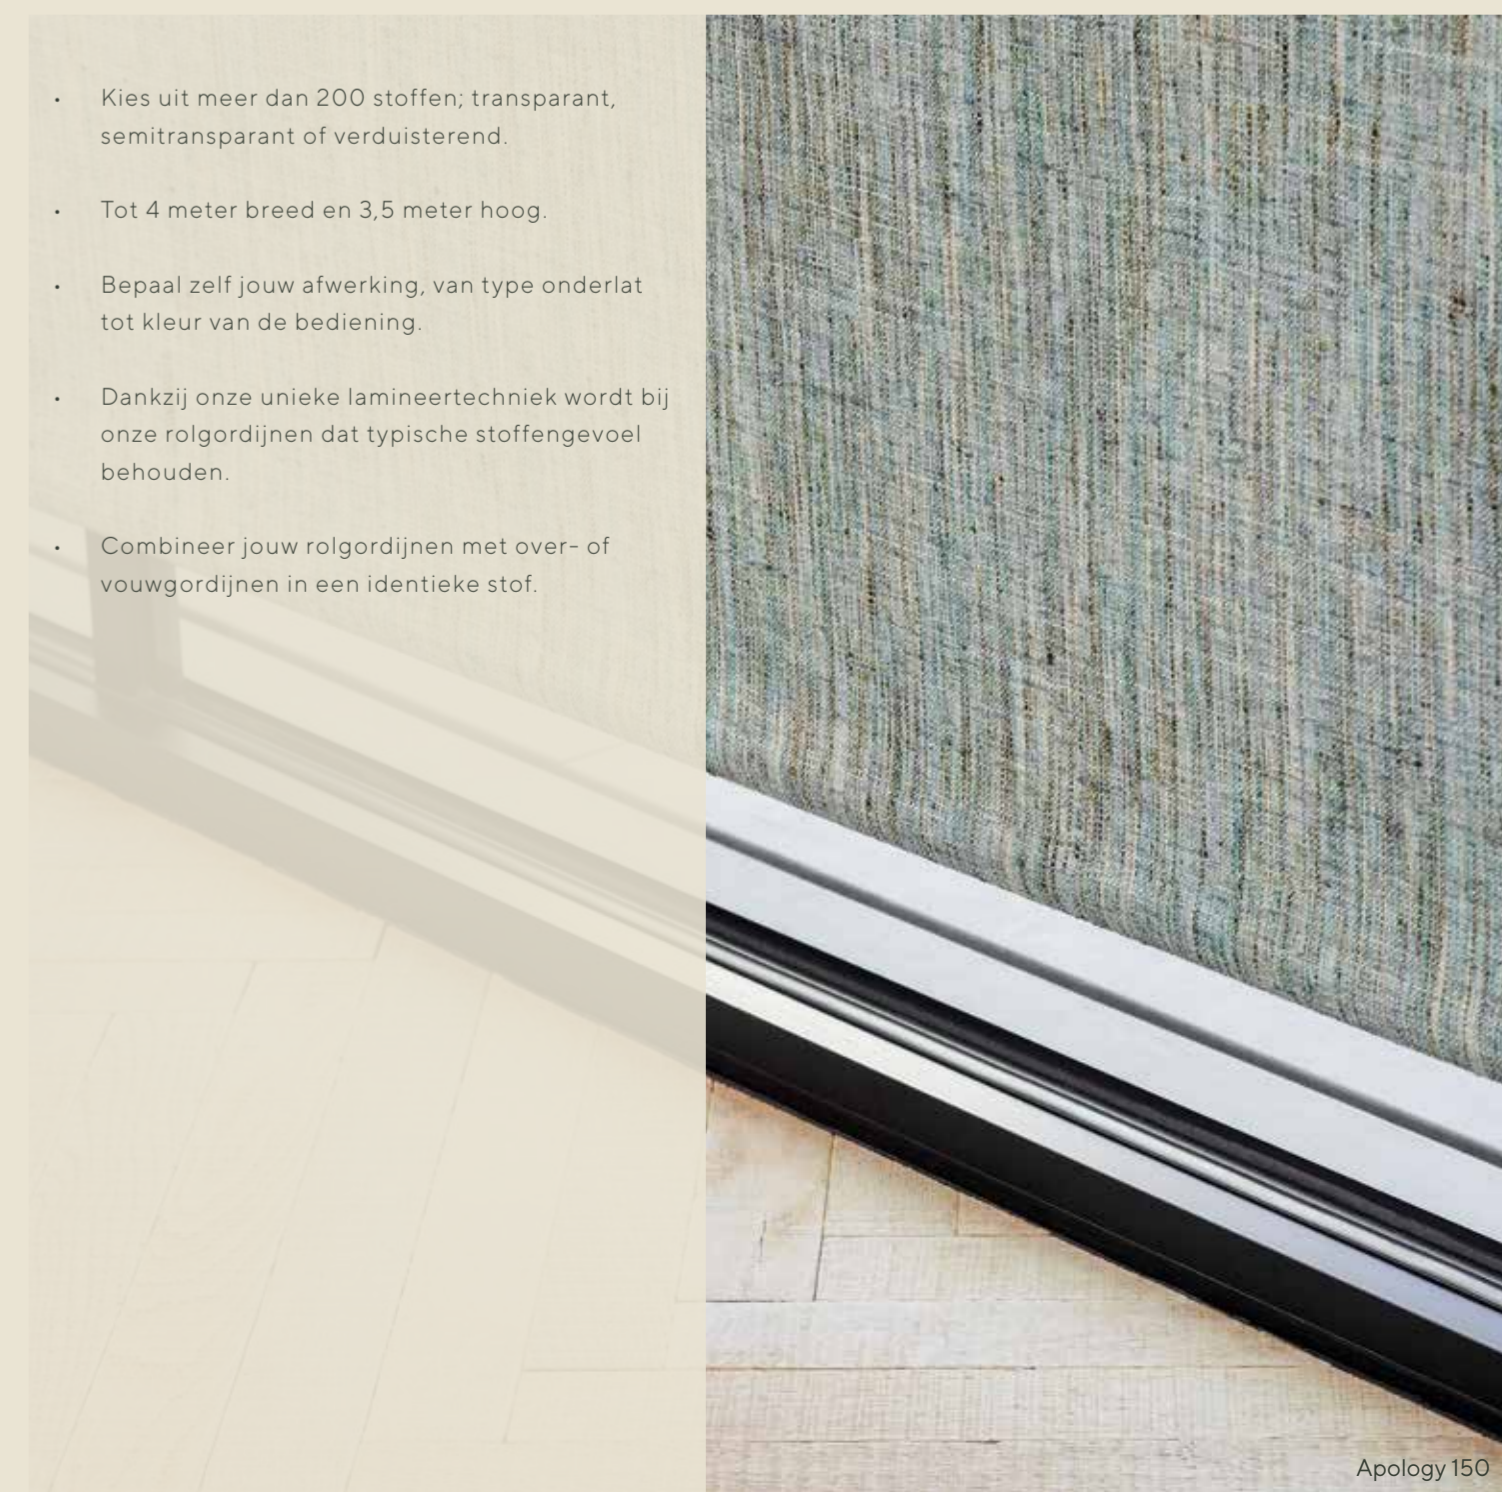 • Kies uit meer dan 200 stoffen; transparant,
semitransparant of verduisterend.
• Tot 4 meter breed en 3,5 meter hoog.
• Bepaal zelf jouw afwerking, van type onderlat
tot kleur van de bediening.
• Dankzij onze unieke lamineertechniek wordt bij
onze rolgordijnen dat typische stoffengevoel
behouden.
• Combineer jouw rolgordijnen met over- of
vouwgordijnen in een identieke stof.
Apology 150